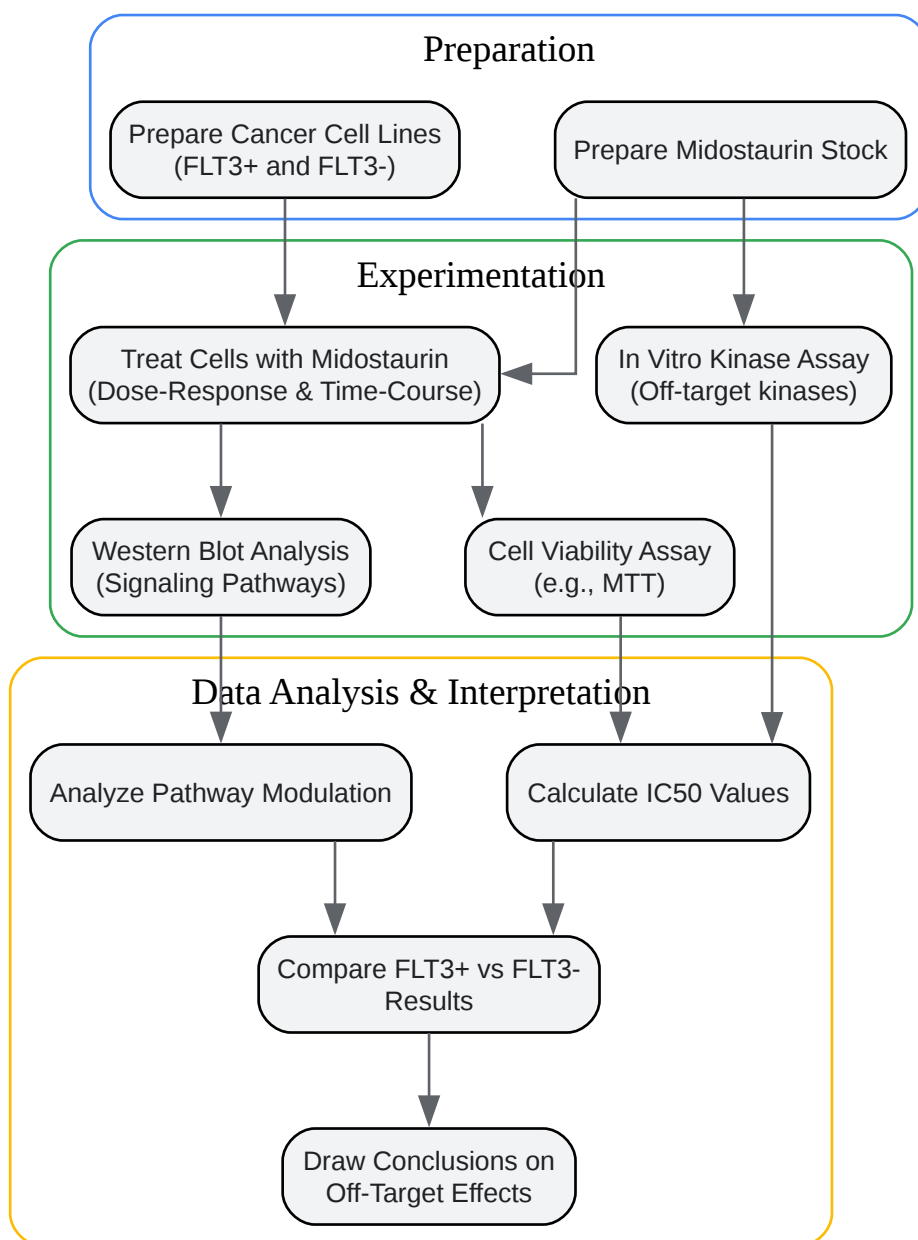 Preparation
Prepare Cancer Cell Lines
(FLT3+ and FLT3-)
Prepare Midostaurin Stock
Experimentation
Treat Cells with Midostaurin
(Dose-Response & Time-Course)
In Vitro Kinase Assay
(Off-target kinases)
Western Blot Analysis
(Signaling Pathways)
Cell Viability Assay
(e.g., MTT)
Data Analysis & Interpretation
Analyze Pathway Modulation
Calculate IC50 Values
Compare FLT3+ vs FLT3-
Results
Draw Conclusions on
Off-Target Effects